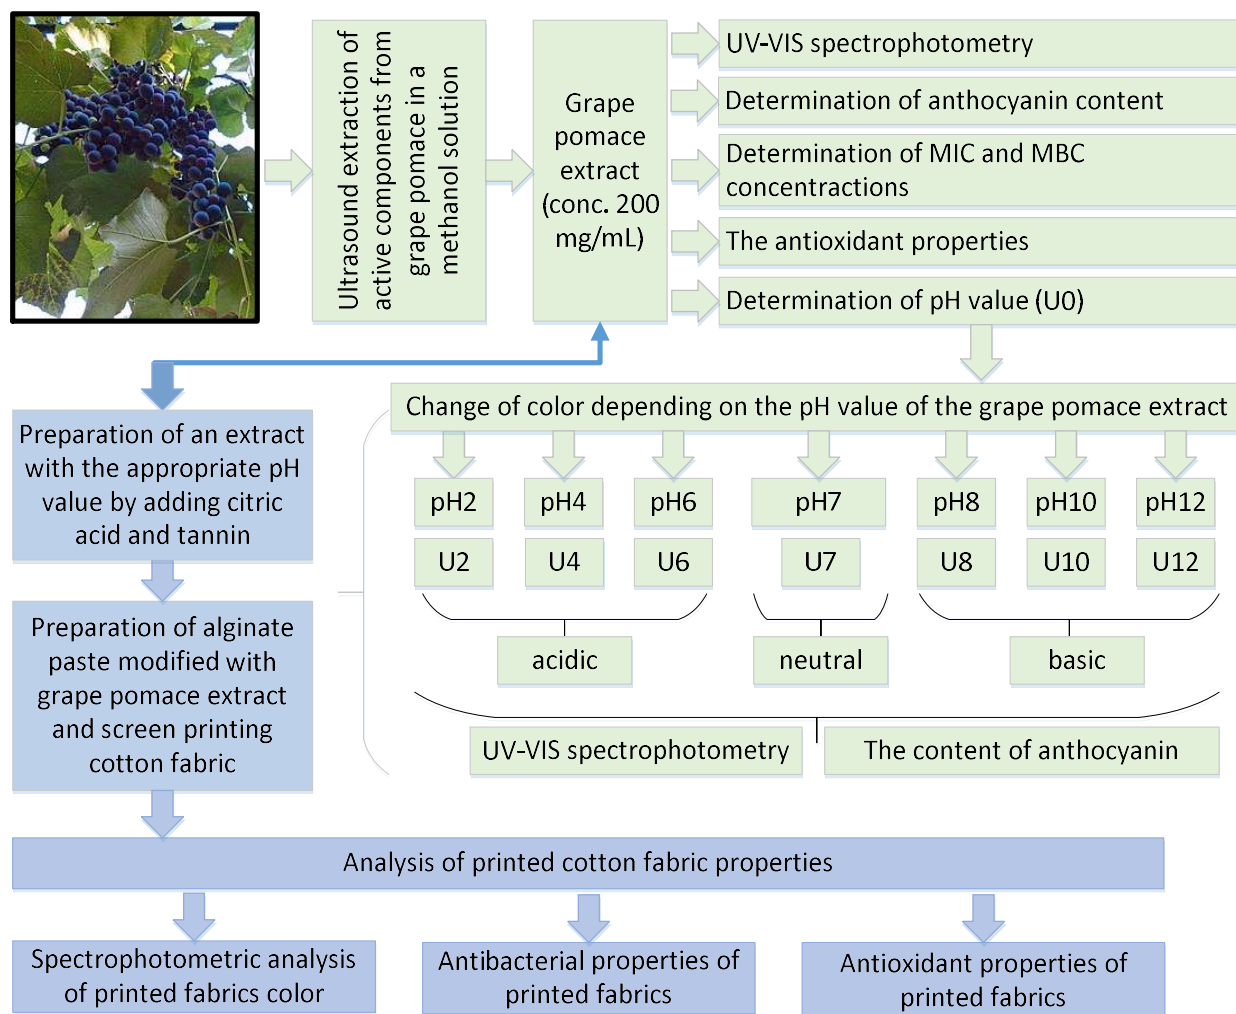 Ultrasound extraction of
active components from
grape pomace in a
methanol solution
Grape
pomace
extract
(conc. 200
mg/mL)
UV-VIS spectrophotometry
Determination of anthocyanin content
Determination of MIC and MBC
concentrations
The antioxidant properties
Determination of pH value (U0)
Change of color depending on the pH value of the grape pomace extract
pH2
pH4
pH6
pH7
pH8
pH10
pH12
U2
U4
U6
U7
U8
U10
U12
acidic
neutral
basic
UV-VIS spectrophotometry
The content of anthocyanin
Preparation of an extract
with the appropriate pH
value by adding citric
acid and tannin
Preparation of alginate
paste modified with
grape pomace extract
and screen printing
cotton fabric
Analysis of printed cotton fabric properties
Spectrophotometric analysis
of printed fabrics color
Antibacterial properties of
printed fabrics
Antioxidant properties of
printed fabrics